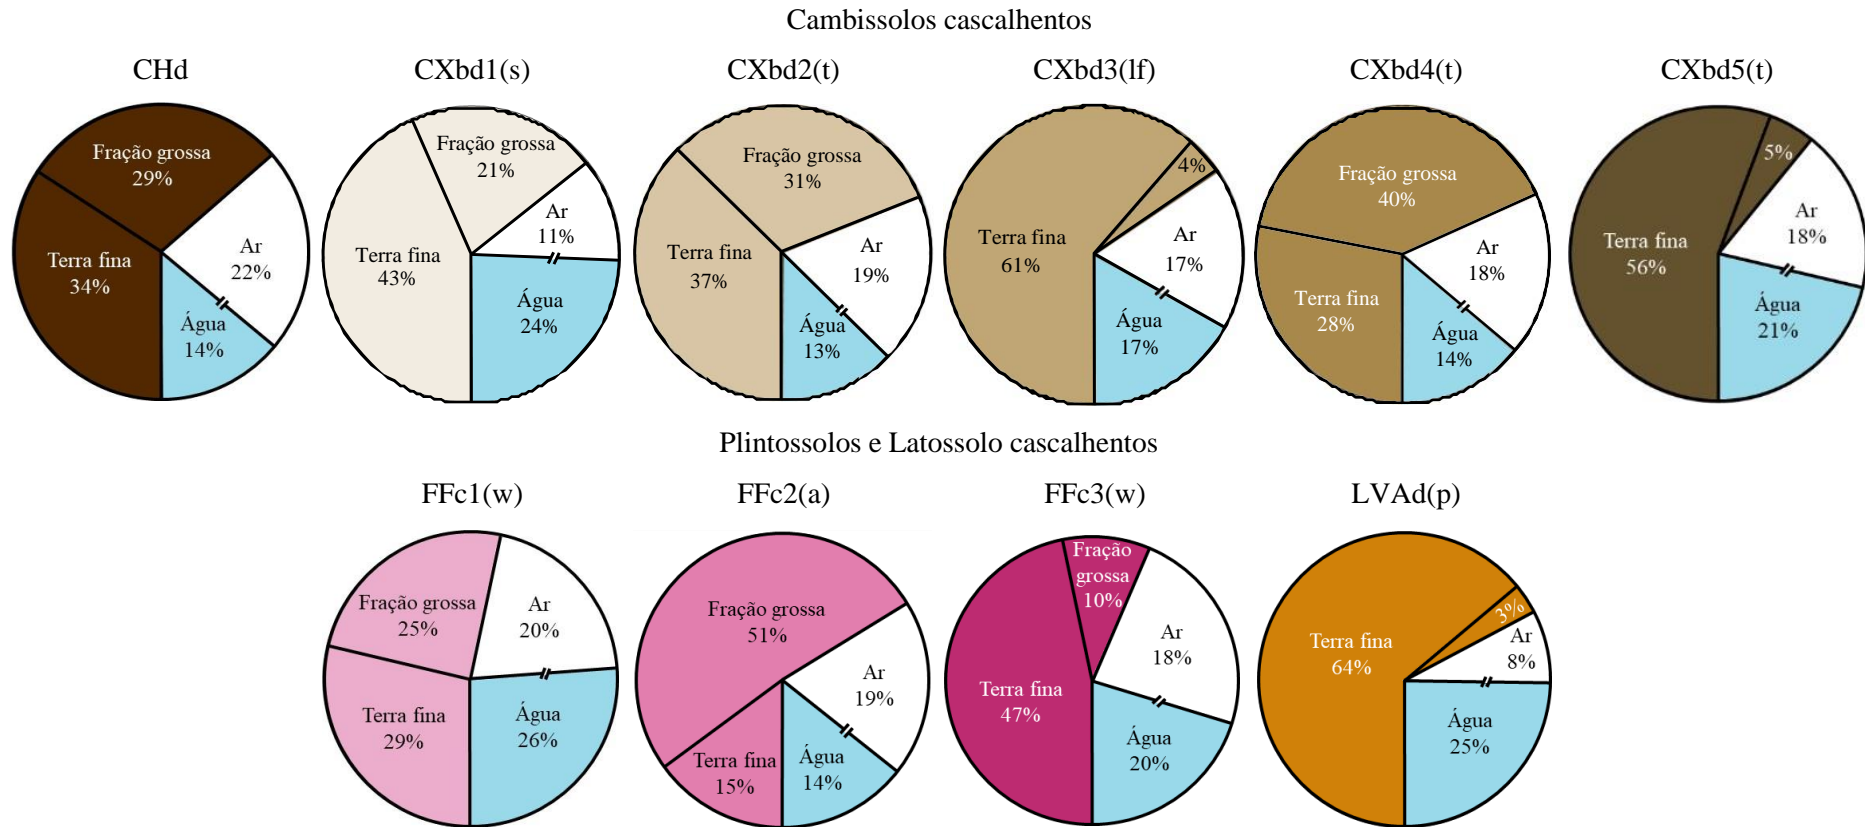 Cambissolos cascalhentos
CHd
CXbd1(s)
CXbd2(t)
CXbd3(lf)
CXbd4(t)
CXbd5(t)
Fração grossa
29%
Terra fina
34%
Ar
22%
Água
14%
Fração grossa
21%
Terra fina
43%
Ar
11%
Água
24%
Fração grossa
31%
Terra fina
37%
Ar
19%
Água
13%
4%
Terra fina
61%
Ar
17%
Água
17%
Fração grossa
40%
Terra fina
28%
Ar
18%
Água
14%
5%
Terra fina
56%
Ar
18%
Água
21%
Plintossolos e Latossolo cascalhentos
FFc1(w)
FFc2(a)
FFc3(w)
LVAd(p)
Fração grossa
25%
Terra fina
29%
Ar
20%
Água
26%
Fração grossa
51%
Terra fina
15%
Ar
19%
Água
14%
Fração
grossa
10%
Terra fina
47%
Ar
18%
Água
20%
3%
Terra fina
64%
Ar
8%
Água
25%